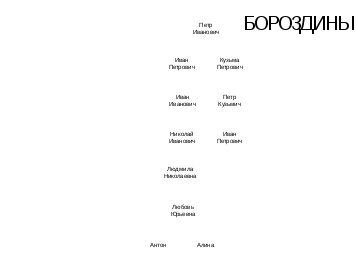 БОРОЗДИНЫ
Петр
Иванович
Иван
Петрович
Кузьма
Петрович
Иван
Иванович
Петр
Кузьмич
Николай
Иванович
Иван
Петрович
Людмила
Николаевна
Любовь
Юрьевна
Антон
Алина